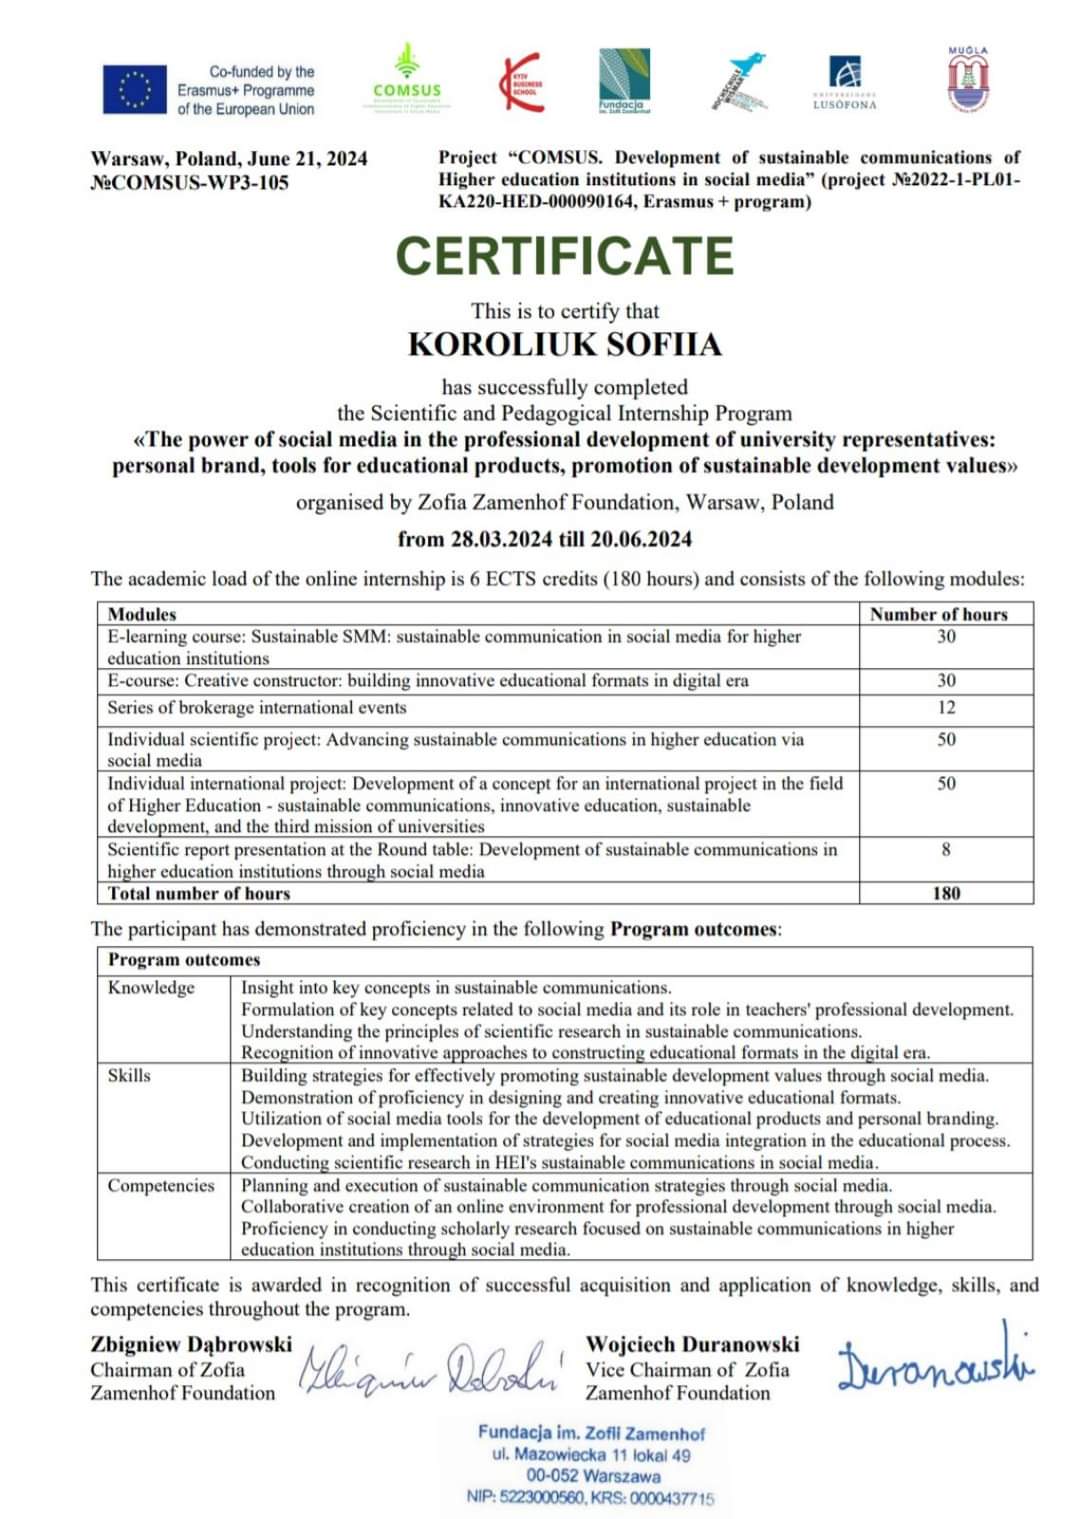 Co-funded by the
Erasmus+ Programme
of the European Union
COMSUS
KYIV
BUSINESS
SCHOOL
Fundacja
im. Zofii Zamenhof
HOCHSCHULE
WISMAR
UNIVERSIDADE
LUSÓFONA
MUĞLA
Warsaw, Poland, June 21, 2024
№COMSUS-WP3-105
Project “COMSUS. Development of sustainable communications of
Higher education institutions in social media” (project №2022-1-PL01-
KA220-HED-000090164, Erasmus + program)
CERTIFICATE
This is to certify that
KOROLIUK SOFIIA
has successfully completed
the Scientific and Pedagogical Internship Program
«The power of social media in the professional development of university representatives:
personal brand, tools for educational products, promotion of sustainable development values»
organised by Zofia Zamenhof Foundation, Warsaw, Poland
from 28.03.2024 till 20.06.2024
The academic load of the online internship is 6 ECTS credits (180 hours) and consists of the following modules:
Modules Number of hours
E-learning course: Sustainable SMM: sustainable communication in social media for higher 30
education institutions
E-course: Creative constructor: building innovative educational formats in digital era 30
Series of brokerage international events 12
Individual scientific project: Advancing sustainable communications in higher education via 50
social media
Individual international project: Development of a concept for an international project in the field 50
of Higher Education - sustainable communications, innovative education, sustainable
development, and the third mission of universities
Scientific report presentation at the Round table: Development of sustainable communications in 8
higher education institutions through social media
Total number of hours 180
The participant has demonstrated proficiency in the following Program outcomes:
Program outcomes
Knowledge Insight into key concepts in sustainable communications.
Formulation of key concepts related to social media and its role in teachers' professional development.
Understanding the principles of scientific research in sustainable communications.
Recognition of innovative approaches to constructing educational formats in the digital era.
Skills Building strategies for effectively promoting sustainable development values through social media.
Demonstration of proficiency in designing and creating innovative educational formats.
Utilization of social media tools for the development of educational products and personal branding.
Development and implementation of strategies for social media integration in the educational process.
Conducting scientific research in HEI's sustainable communications in social media.
Competencies Planning and execution of sustainable communication strategies through social media.
Collaborative creation of an online environment for professional development through social media.
Proficiency in conducting scholarly research focused on sustainable communications in higher
education institutions through social media.
This certificate is awarded in recognition of successful acquisition and application of knowledge, skills, and
competencies throughout the program.
Zbigniew Dąbrowski
Chairman of Zofia
Zamenhof Foundation
Wojciech Duranowski
Vice Chairman of Zofia
Zamenhof Foundation
Duranowski
Fundacja im. Zofii Zamenhof
ul. Mazowiecka 11 lokal 49
00-052 Warszawa
NIP: 5223000560, KRS: 0000437715